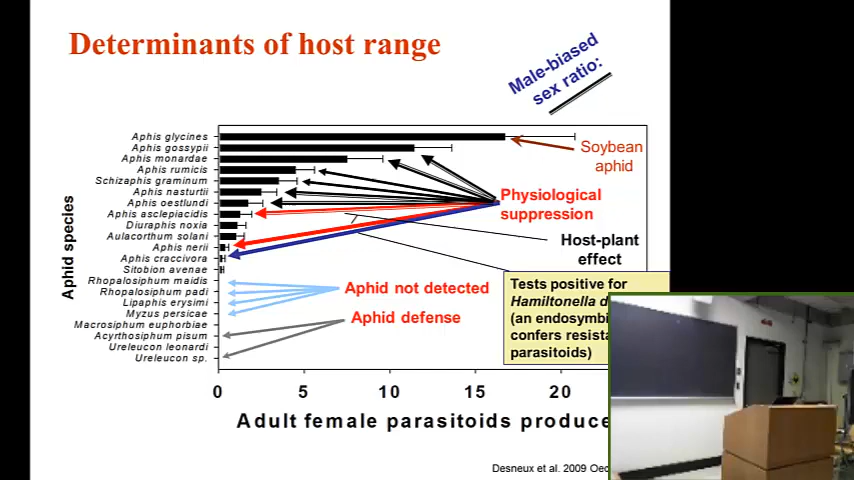 Determinants of host range
Male-biased
sex ratio:
Aphis glycines
Aphis gossypii
Aphis monardae
Aphis rumicis
Schizaphis graminum
Aphis nasturtii
Aphis oestlundi
Aphis asclepiacidis
Diuraphis noxia
Aulacorthum solani
Aphis nerii
Aphis craccivora
Sitobion avenae
Rhopalosiphum maidis
Rhopalosiphum padi
Lipaphis erysimi
Myzus persicae
Macrosiphum euphorbiae
Acyrthosiphum pisum
Ureleucon leonardi
Ureleucon sp.
Aphid species
Soybean
aphid
Physiological
suppression
Host-plant
effect
Aphid not detected
Aphid defense
Tests positive for
Hamiltonella d
(an endosymbi
confers resista
parasitoids)
0 5 10 15 20
Adult female parasitoids produce
Desneux et al. 2009 Oec